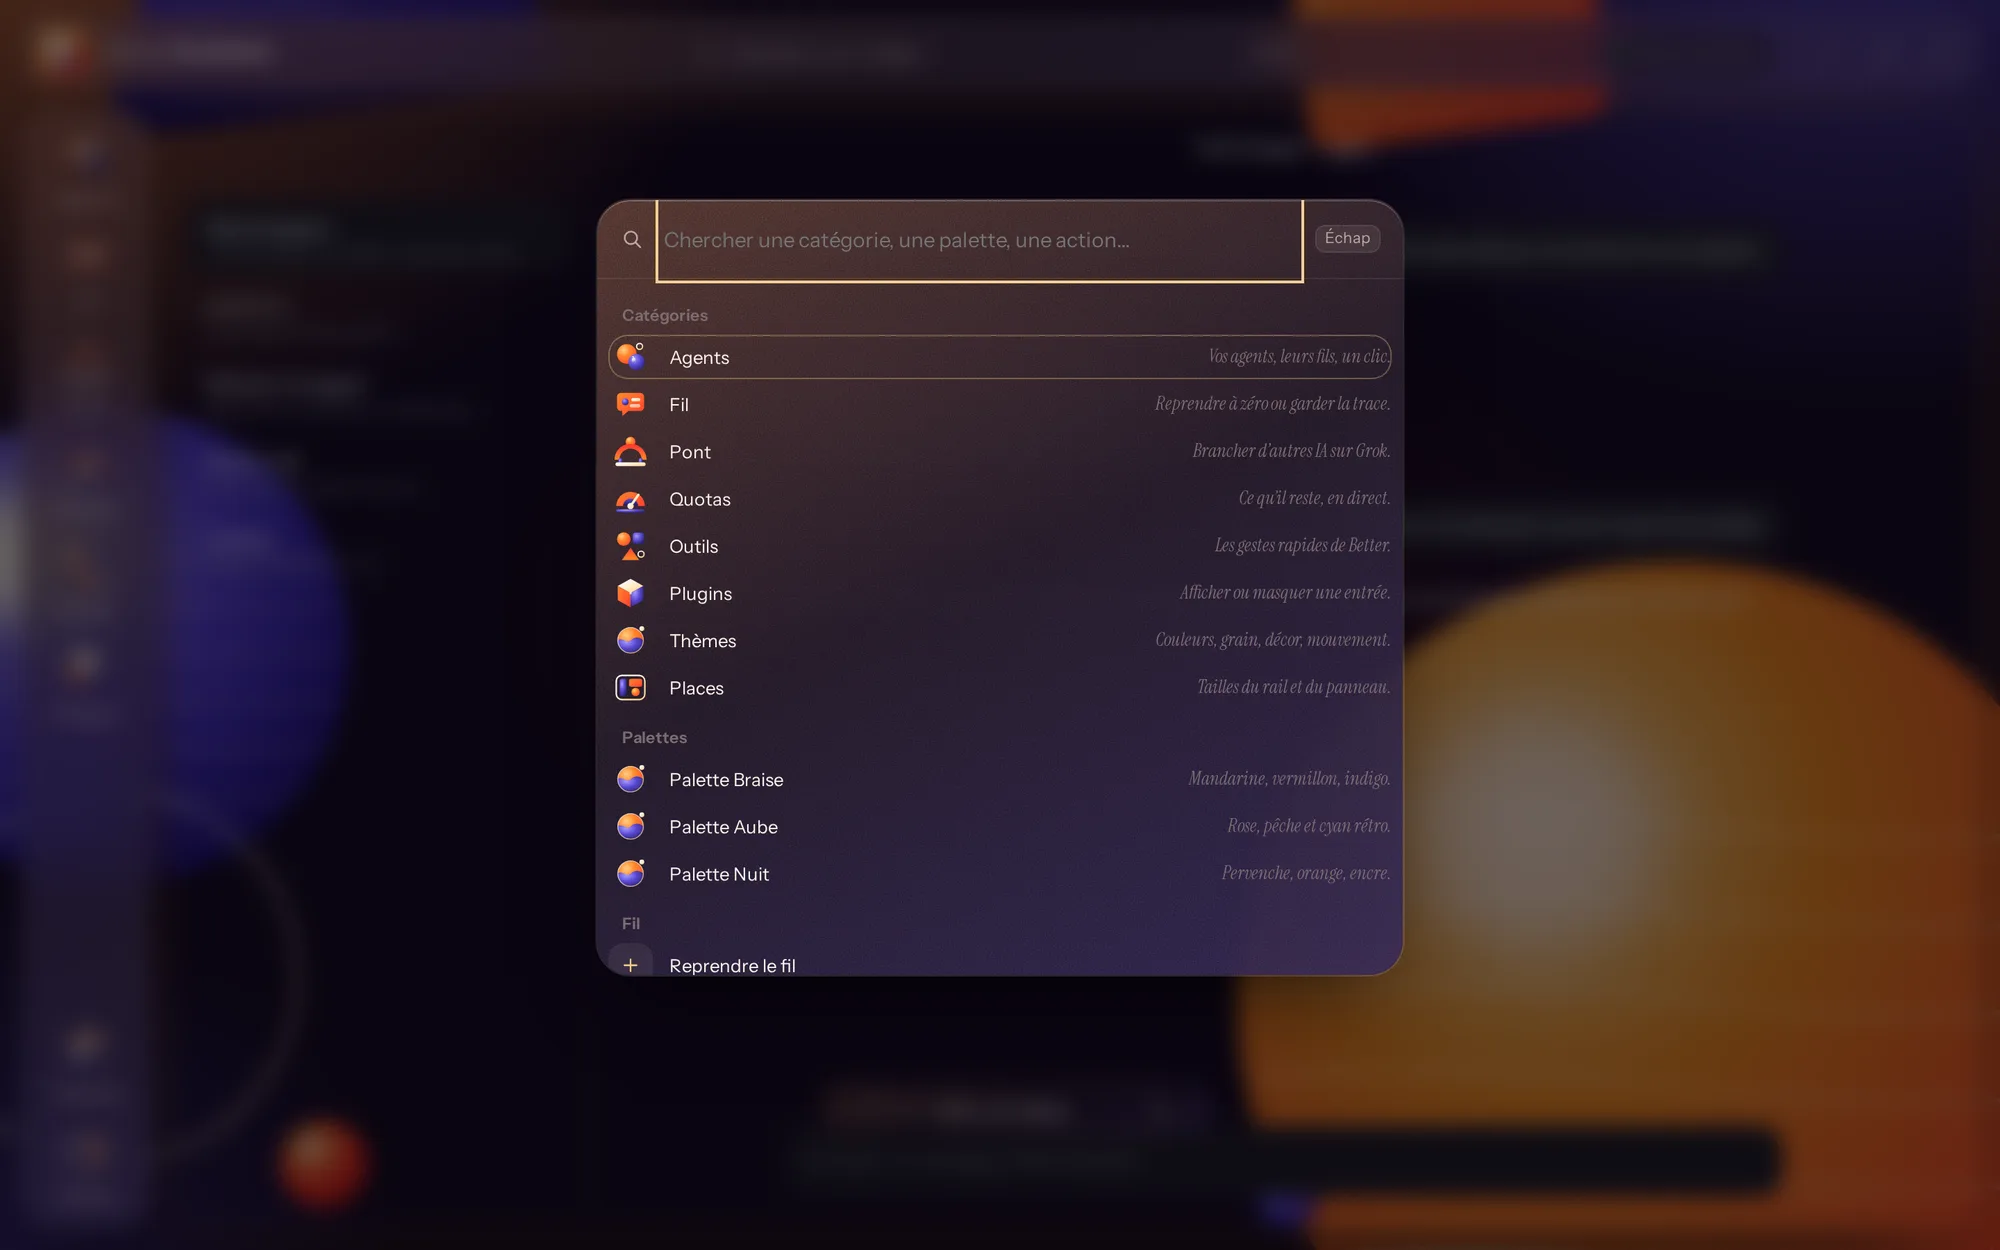 Chercher une catégorie, une palette, une action... Échap
Catégories
Agents Vos agents, leurs fils, un clic.
Fil Reprendre à zéro ou garder la trace.
Pont Brancher d'autres IA sur Grok.
Quotas Ce qu'il reste, en direct.
Outils Les gestes rapides de Better.
Plugins Afficher ou masquer une entrée.
Thèmes Couleurs, grain, décor, mouvement.
Places Tailles du rail et du panneau.
Palettes
Palette Braise Mandarine, vermillon, indigo.
Palette Aube Rose, pêche et cyan rétro.
Palette Nuit Pervenche, orange, encre.
Fil
Reprendre le fil